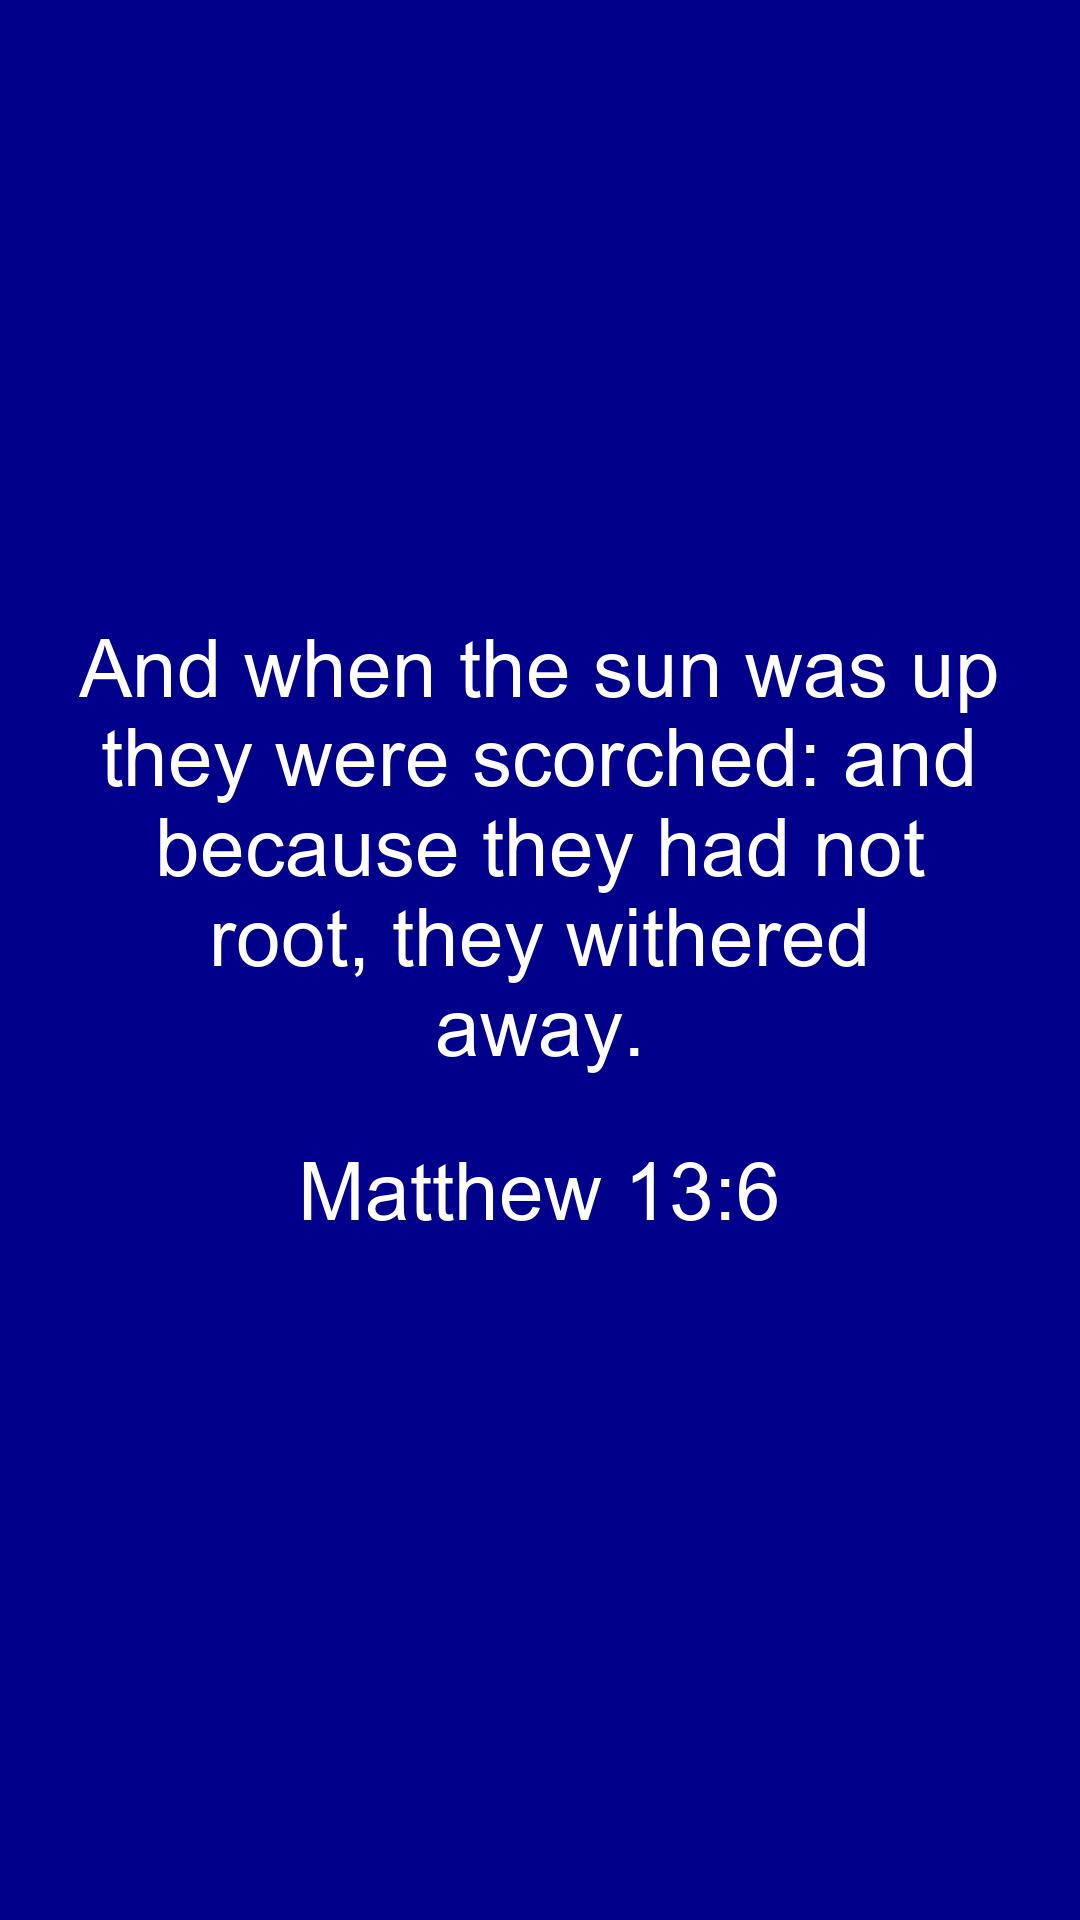 And when the sun was up
they were scorched: and
because they had not
root, they withered
away.
Matthew 13:6